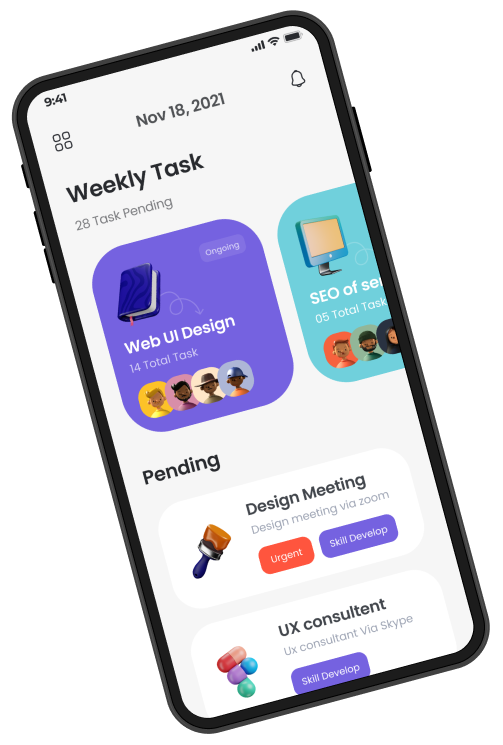 9:41
Nov 18, 2021
Weekly Task
28 Task Pending
Ongoing
Web UI Design
14 Total Task
SEO of
05 Total Task
Pending
Design Meeting
Design meeting via zoom
Urgent
Skill Develop
UX consultent
Ux consultant Via Skype
Skill Develop